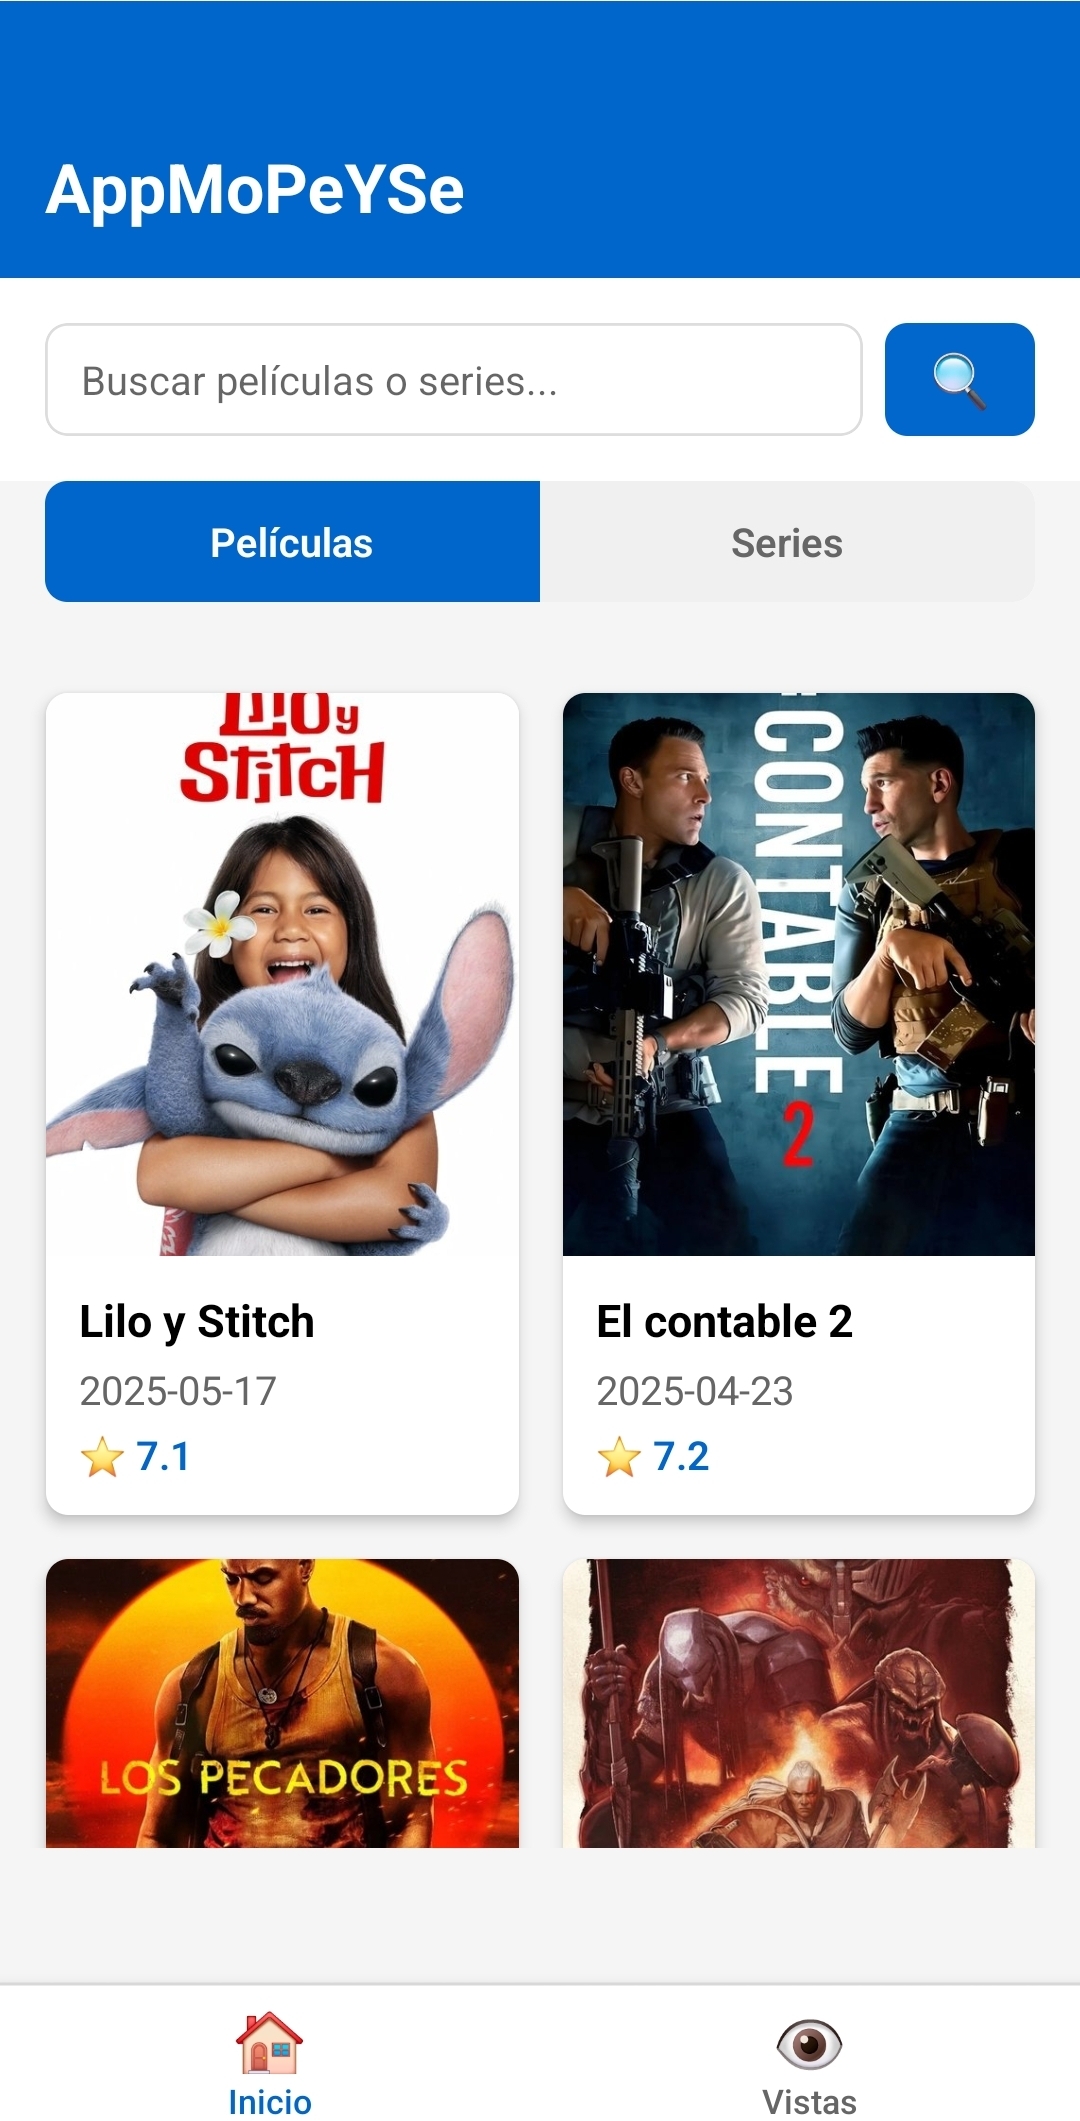 AppMoPeYSe
Buscar películas o series...
Películas
Series
Lilo y
Stitch
CONTABLE
2
Lilo y Stitch
2025-05-17
7.1
El contable 2
2025-04-23
7.2
LOS PECADORES
Inicio
Vistas